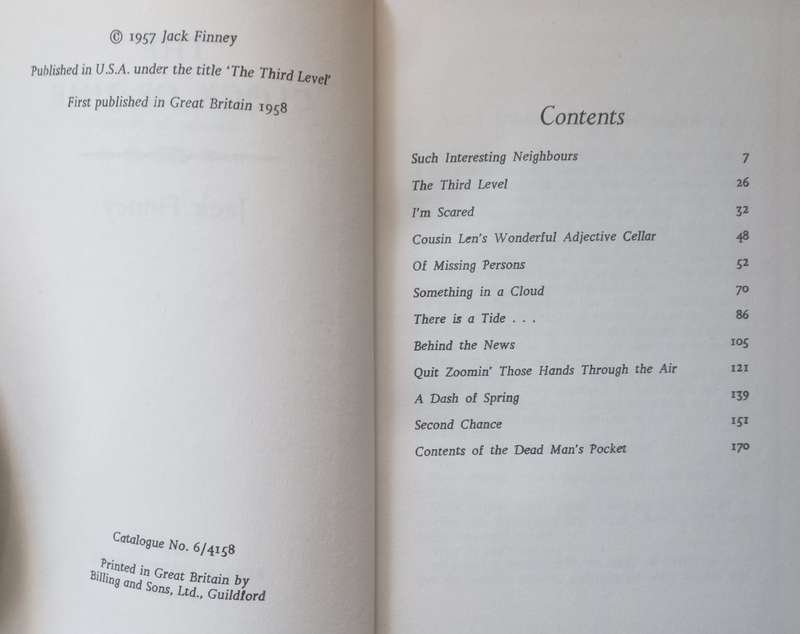 © 1957 Jack Finney
Published in U.S.A. under the title ‘The Third Level’
First published in Great Britain 1958
Catalogue No. 6/4158
Printed in Great Britain by
Billing and Sons, Ltd., Guildford
Contents
Such Interesting Neighbours 7
The Third Level 26
I'm Scared 32
Cousin Len's Wonderful Adjective Cellar 48
Of Missing Persons 52
Something in a Cloud 70
There is a Tide . . . 86
Behind the News 105
Quit Zoomin' Those Hands Through the Air 121
A Dash of Spring 139
Second Chance 151
Contents of the Dead Man's Pocket 170